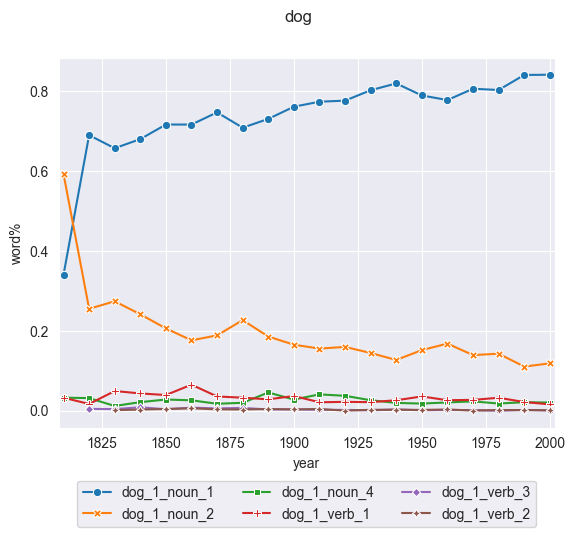 dog
0.8
0.6
0.4
0.2
0.0
word%
1825 1850 1875 1900 1925 1950 1975 2000
year
dog_1_noun_1 dog_1_noun_4 dog_1_verb_3
dog_1_noun_2 dog_1_verb_1 dog_1_verb_2